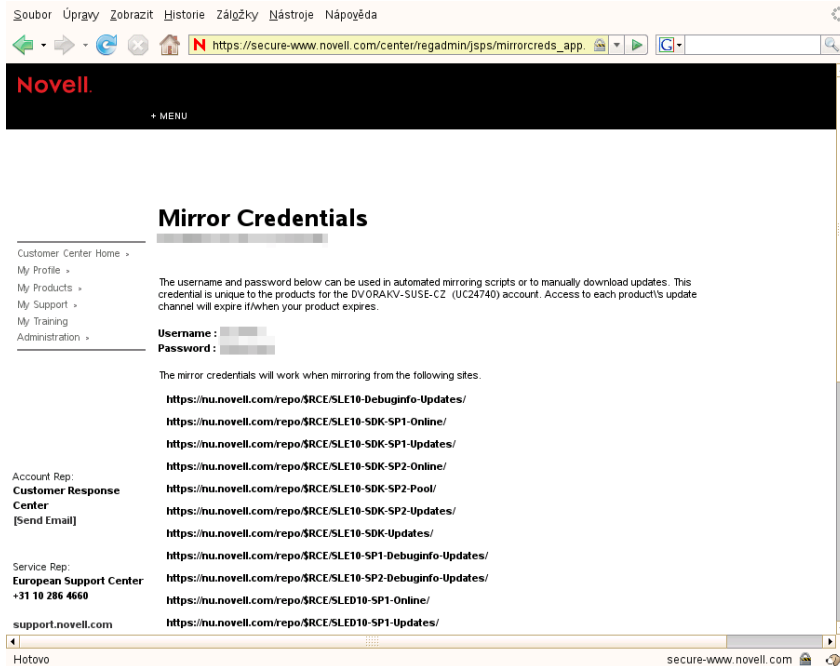 Soubor Úpravy Zobrazit Historie Záložky Nástroje Nápověda
N https://secure-www.novell.com/center/regadmin/jsps/mirrorcreds_app. G
Novell.
+ MENU
Mirror Credentials
Customer Center Home »
My Profile »
My Products »
My Support »
My Training
Administration »
The username and password below can be used in automated mirroring scripts or to manually download updates. This
credential is unique to the products for the DVORAKV-SUSE-CZ (UC24740) account. Access to each product\'s update
channel will expire if/when your product expires.
Username :
Password :
The mirror credentials will work when mirroring from the following sites.
https://nu.novell.com/repo/$RCE/SLE10-Debuginfo-Updates/
https://nu.novell.com/repo/$RCE/SLE10-SDK-SP1-Online/
https://nu.novell.com/repo/$RCE/SLE10-SDK-SP1-Updates/
https://nu.novell.com/repo/$RCE/SLE10-SDK-SP2-Online/
https://nu.novell.com/repo/$RCE/SLE10-SDK-SP2-Pool/
https://nu.novell.com/repo/$RCE/SLE10-SDK-SP2-Updates/
https://nu.novell.com/repo/$RCE/SLE10-SDK-Updates/
https://nu.novell.com/repo/$RCE/SLE10-SP1-Debuginfo-Updates/
https://nu.novell.com/repo/$RCE/SLE10-SP2-Debuginfo-Updates/
https://nu.novell.com/repo/$RCE/SLED10-SP1-Online/
https://nu.novell.com/repo/$RCE/SLED10-SP1-Updates/
Account Rep:
Customer Response
Center
[Send Email]
Service Rep:
European Support Center
+31 10 286 4660
support.novell.com
Hotovo
secure-www.novell.com